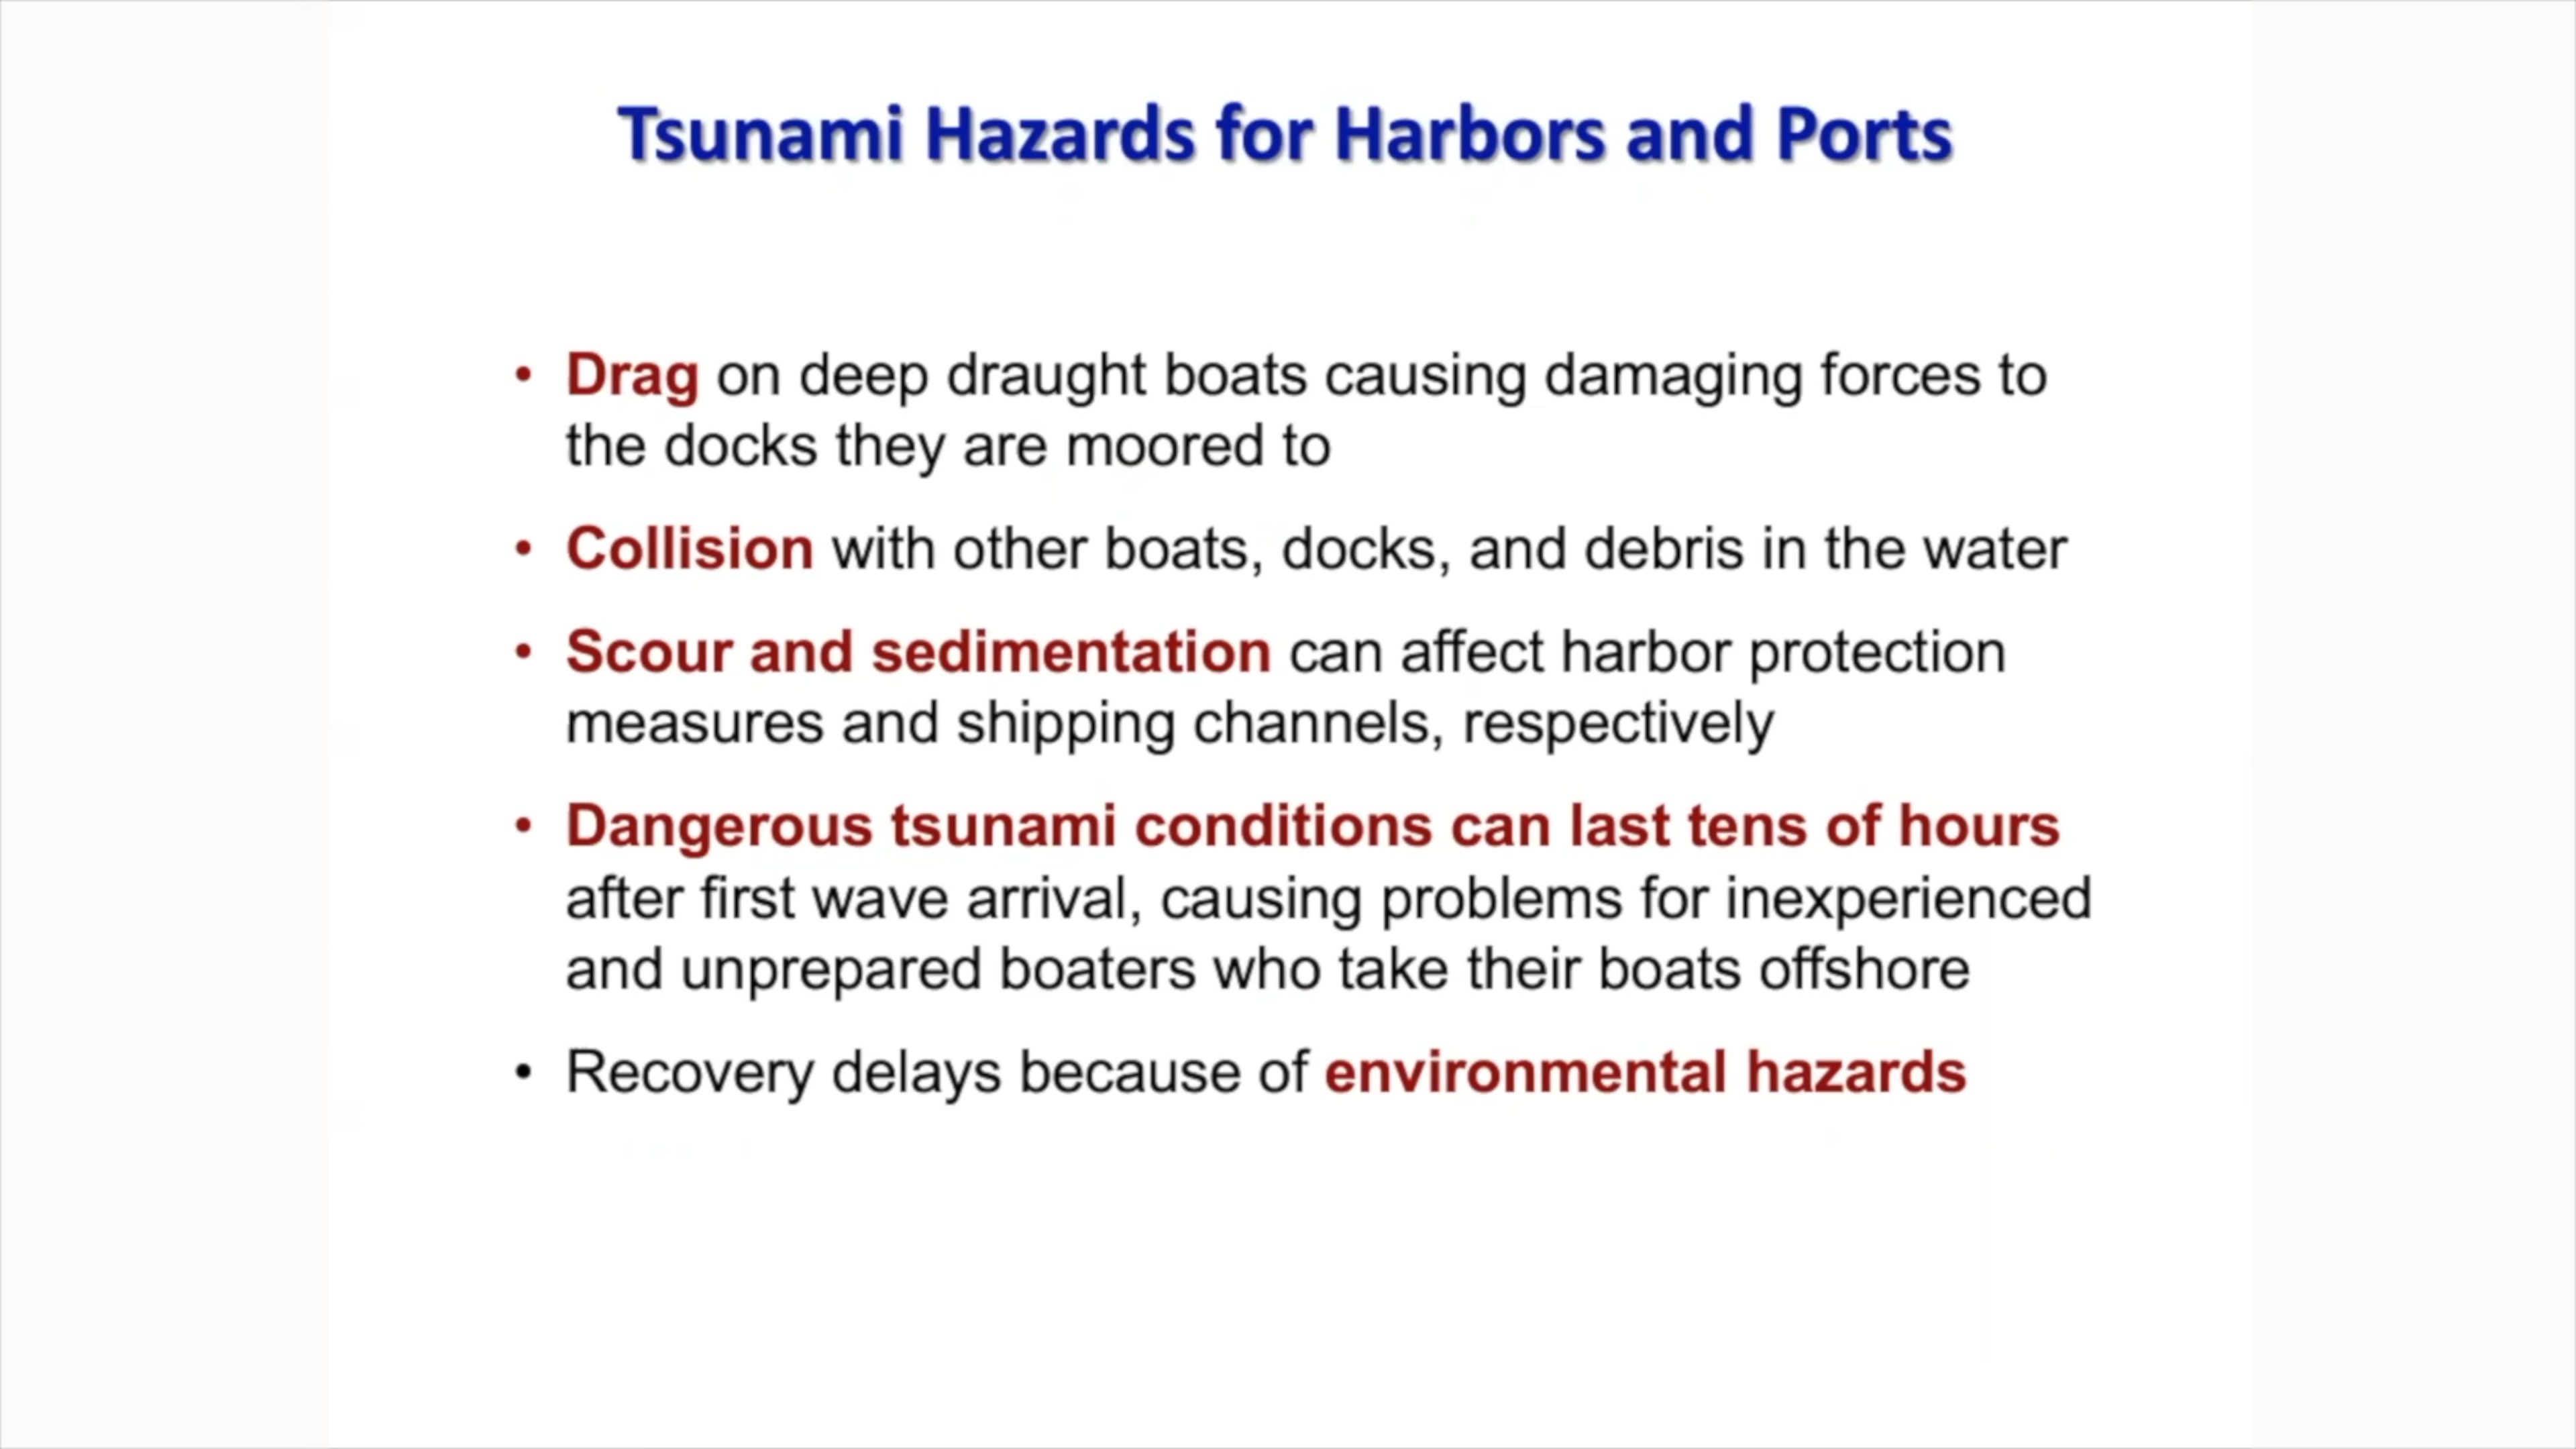 Tsunami Hazards for Harbors and Ports
• Drag on deep draught boats causing damaging forces to
the docks they are moored to
• Collision with other boats, docks, and debris in the water
• Scour and sedimentation can affect harbor protection
measures and shipping channels, respectively
• Dangerous tsunami conditions can last tens of hours
after first wave arrival, causing problems for inexperienced
and unprepared boaters who take their boats offshore
• Recovery delays because of environmental hazards